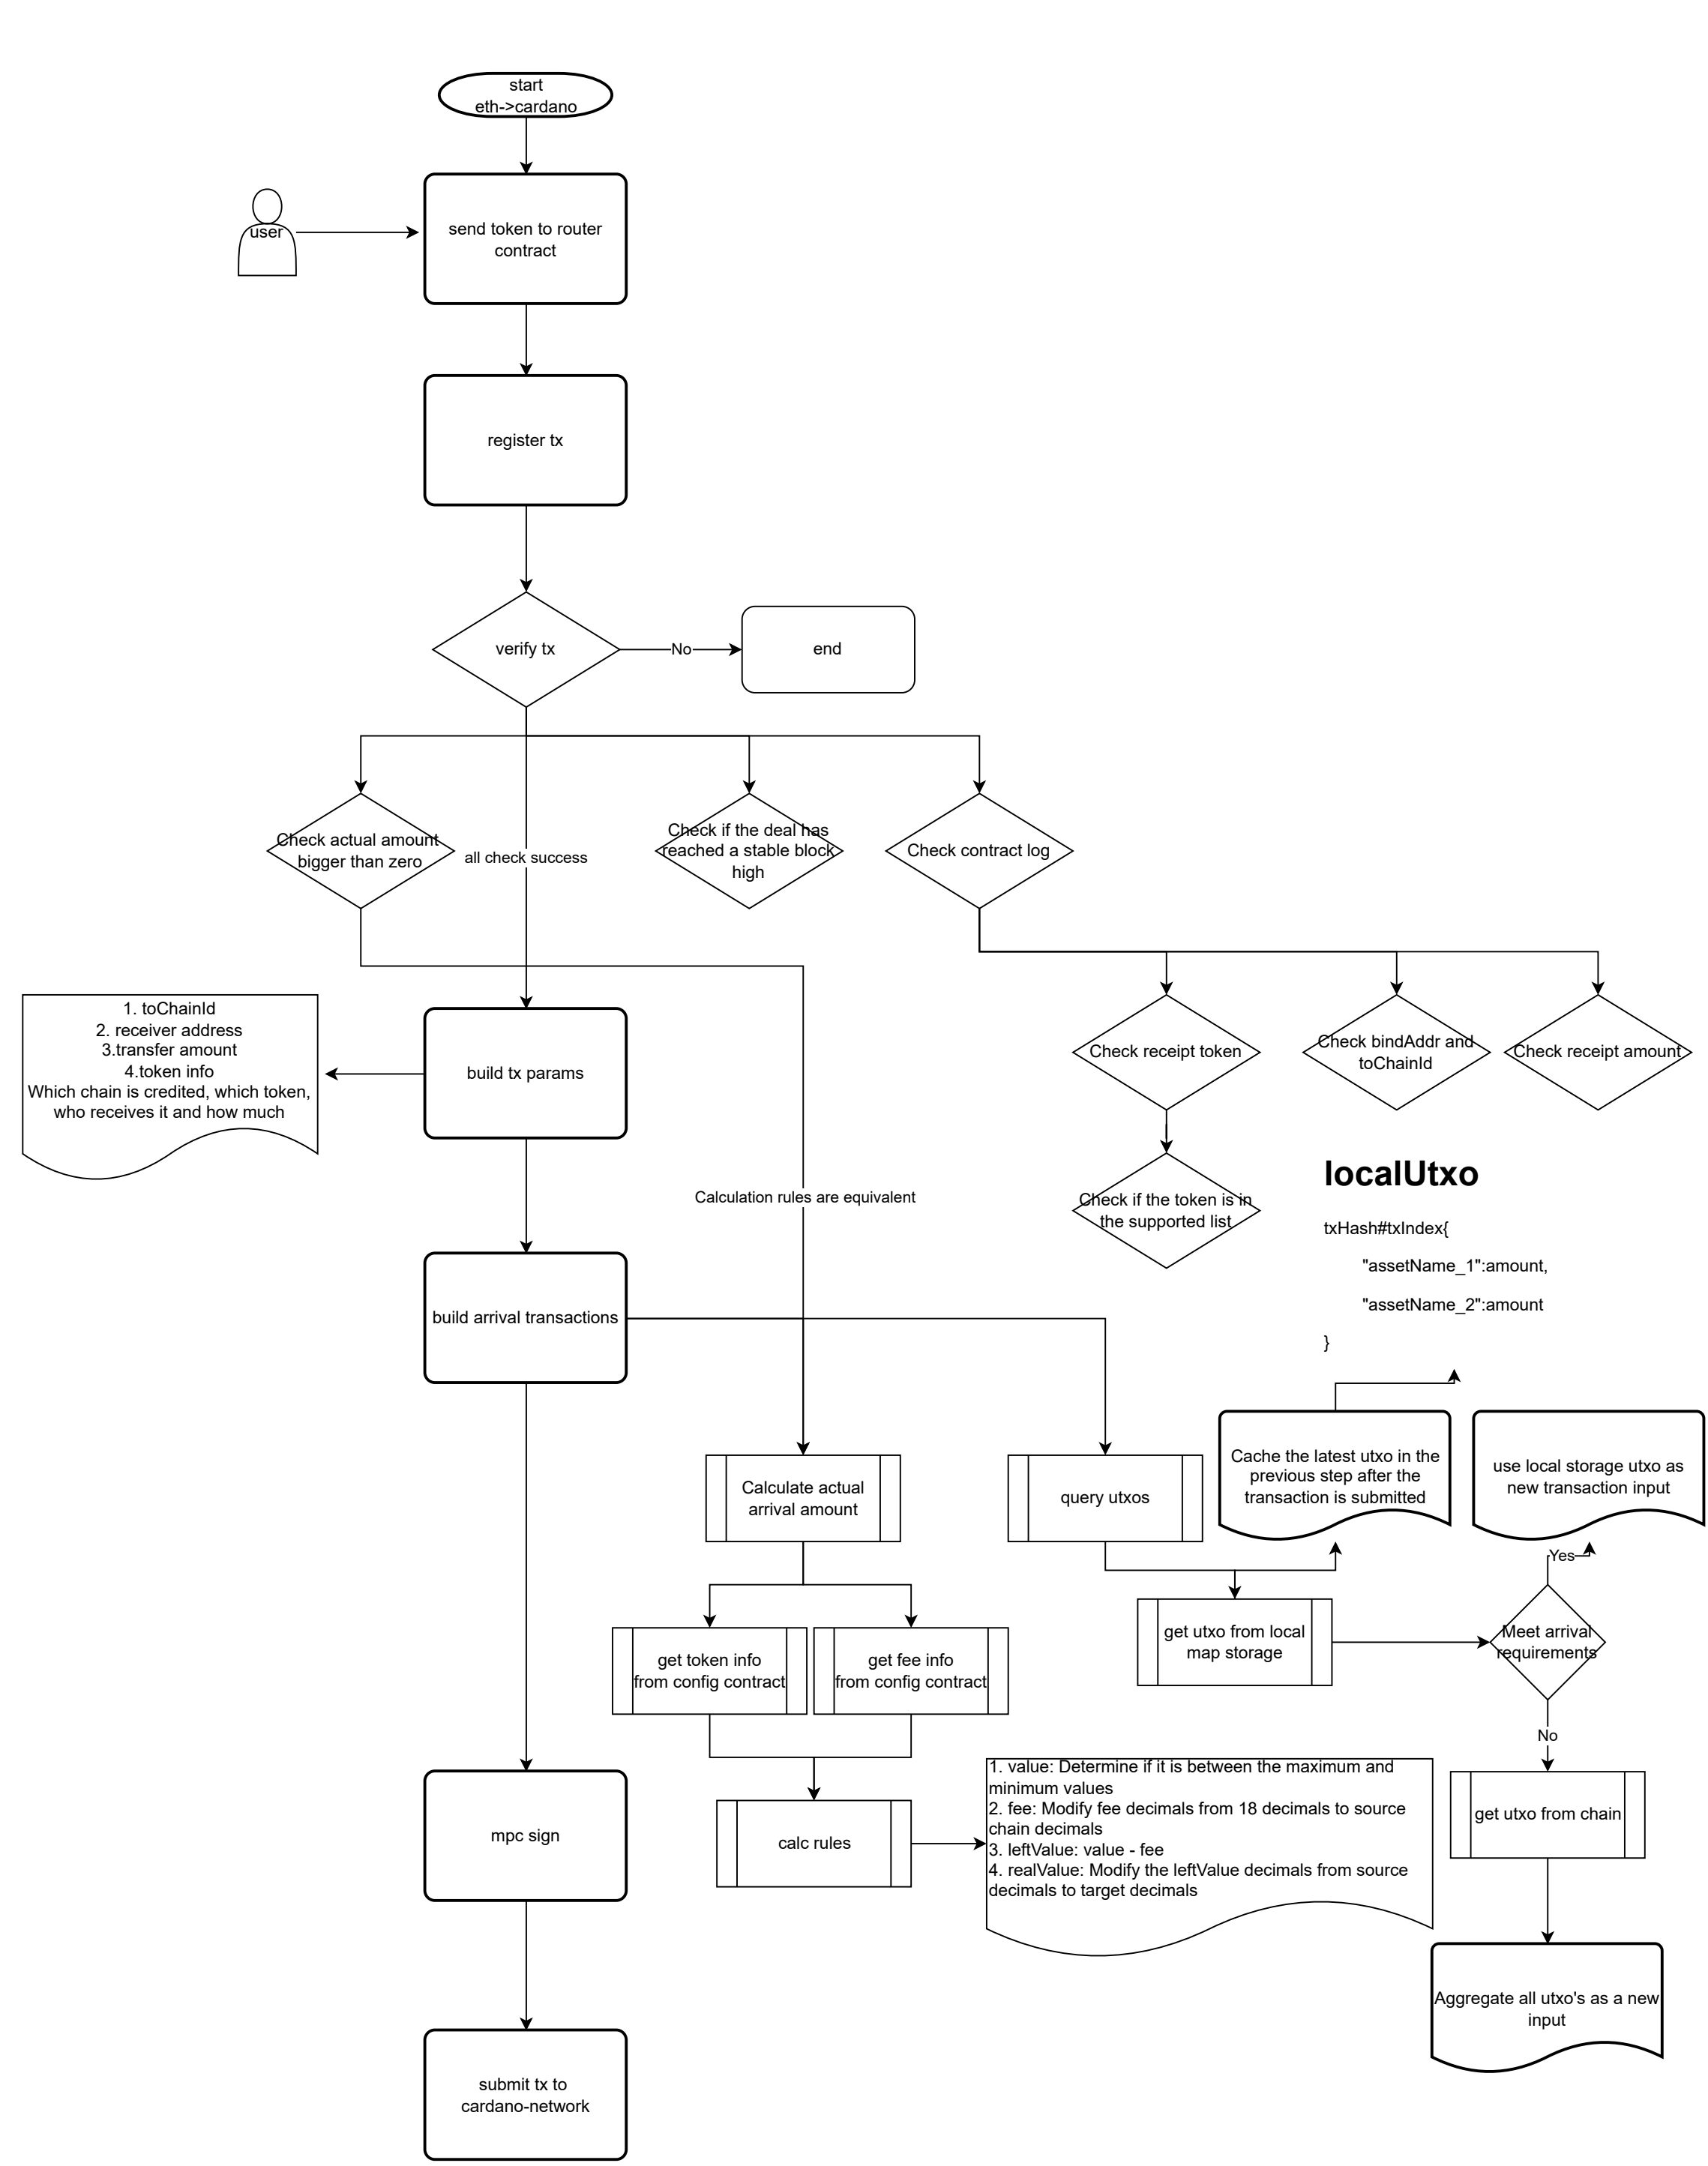 start
eth->cardano
user
send token to router
contract
register tx
verify tx
No
end
Check actual amount
bigger than zero
all check success
Check if the deal has
reached a stable block
high
Check contract log
1. toChainId
2. receiver address
3.transfer amount
4.token info
Which chain is credited, which token,
who receives it and how much
build tx params
Check receipt token
Check bindAddr and
toChainId
Check receipt amount
Calculation rules are equivalent
Check if the token is in
the supported list
localUtxo
txHash#txIndex{
"assetName_1":amount,
"assetName_2":amount
}
build arrival transactions
Calculate actual
arrival amount
query utxos
Cache the latest utxo in the
previous step after the
transaction is submitted
use local storage utxo as
new transaction input
Yes
get token info
from config contract
get fee info
from config contract
get utxo from local
map storage
Meet arrival
requirements
No
mpc sign
calc rules
1. value: Determine if it is between the maximum and
minimum values
2. fee: Modify fee decimals from 18 decimals to source
chain decimals
3. leftValue: value - fee
4. realValue: Modify the leftValue decimals from source
decimals to target decimals
get utxo from chain
Aggregate all utxo's as a new
input
submit tx to
cardano-network